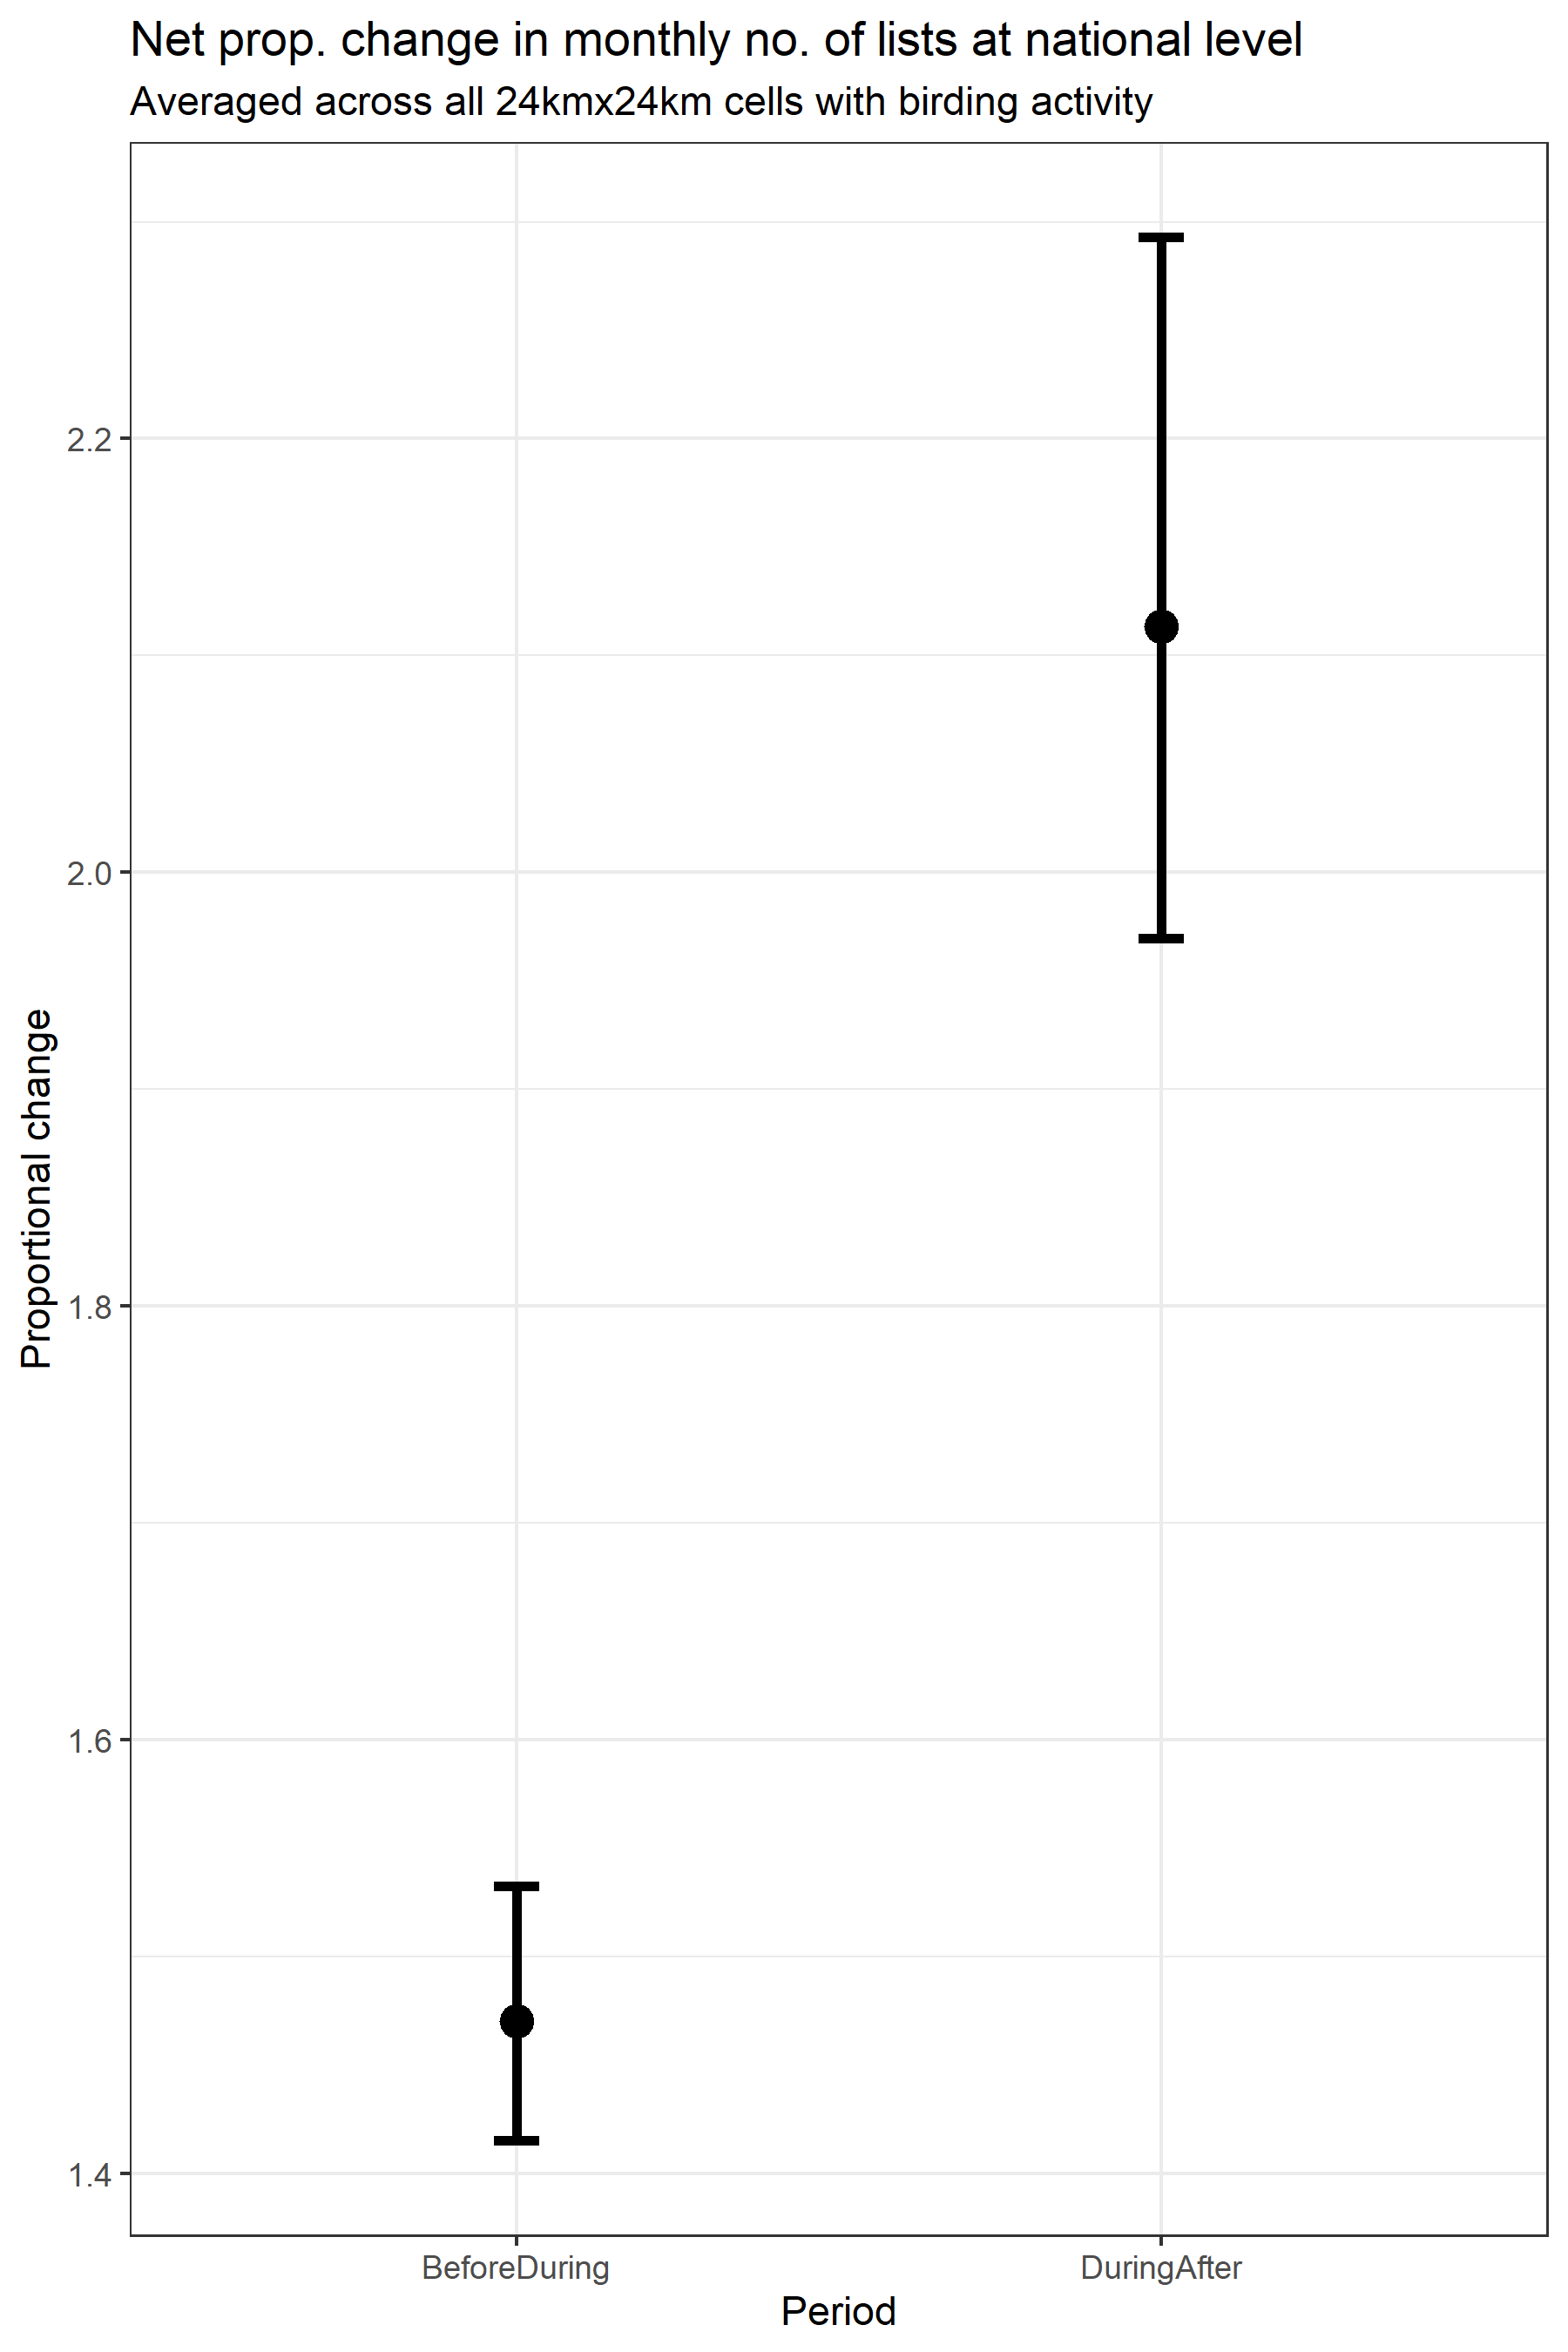 Net prop. change in monthly no. of lists at national level
Averaged across all 24kmx24km cells with birding activity
Proportional change
2.2
2.0
1.8
1.6
1.4
BeforeDuring
DuringAfter
Period